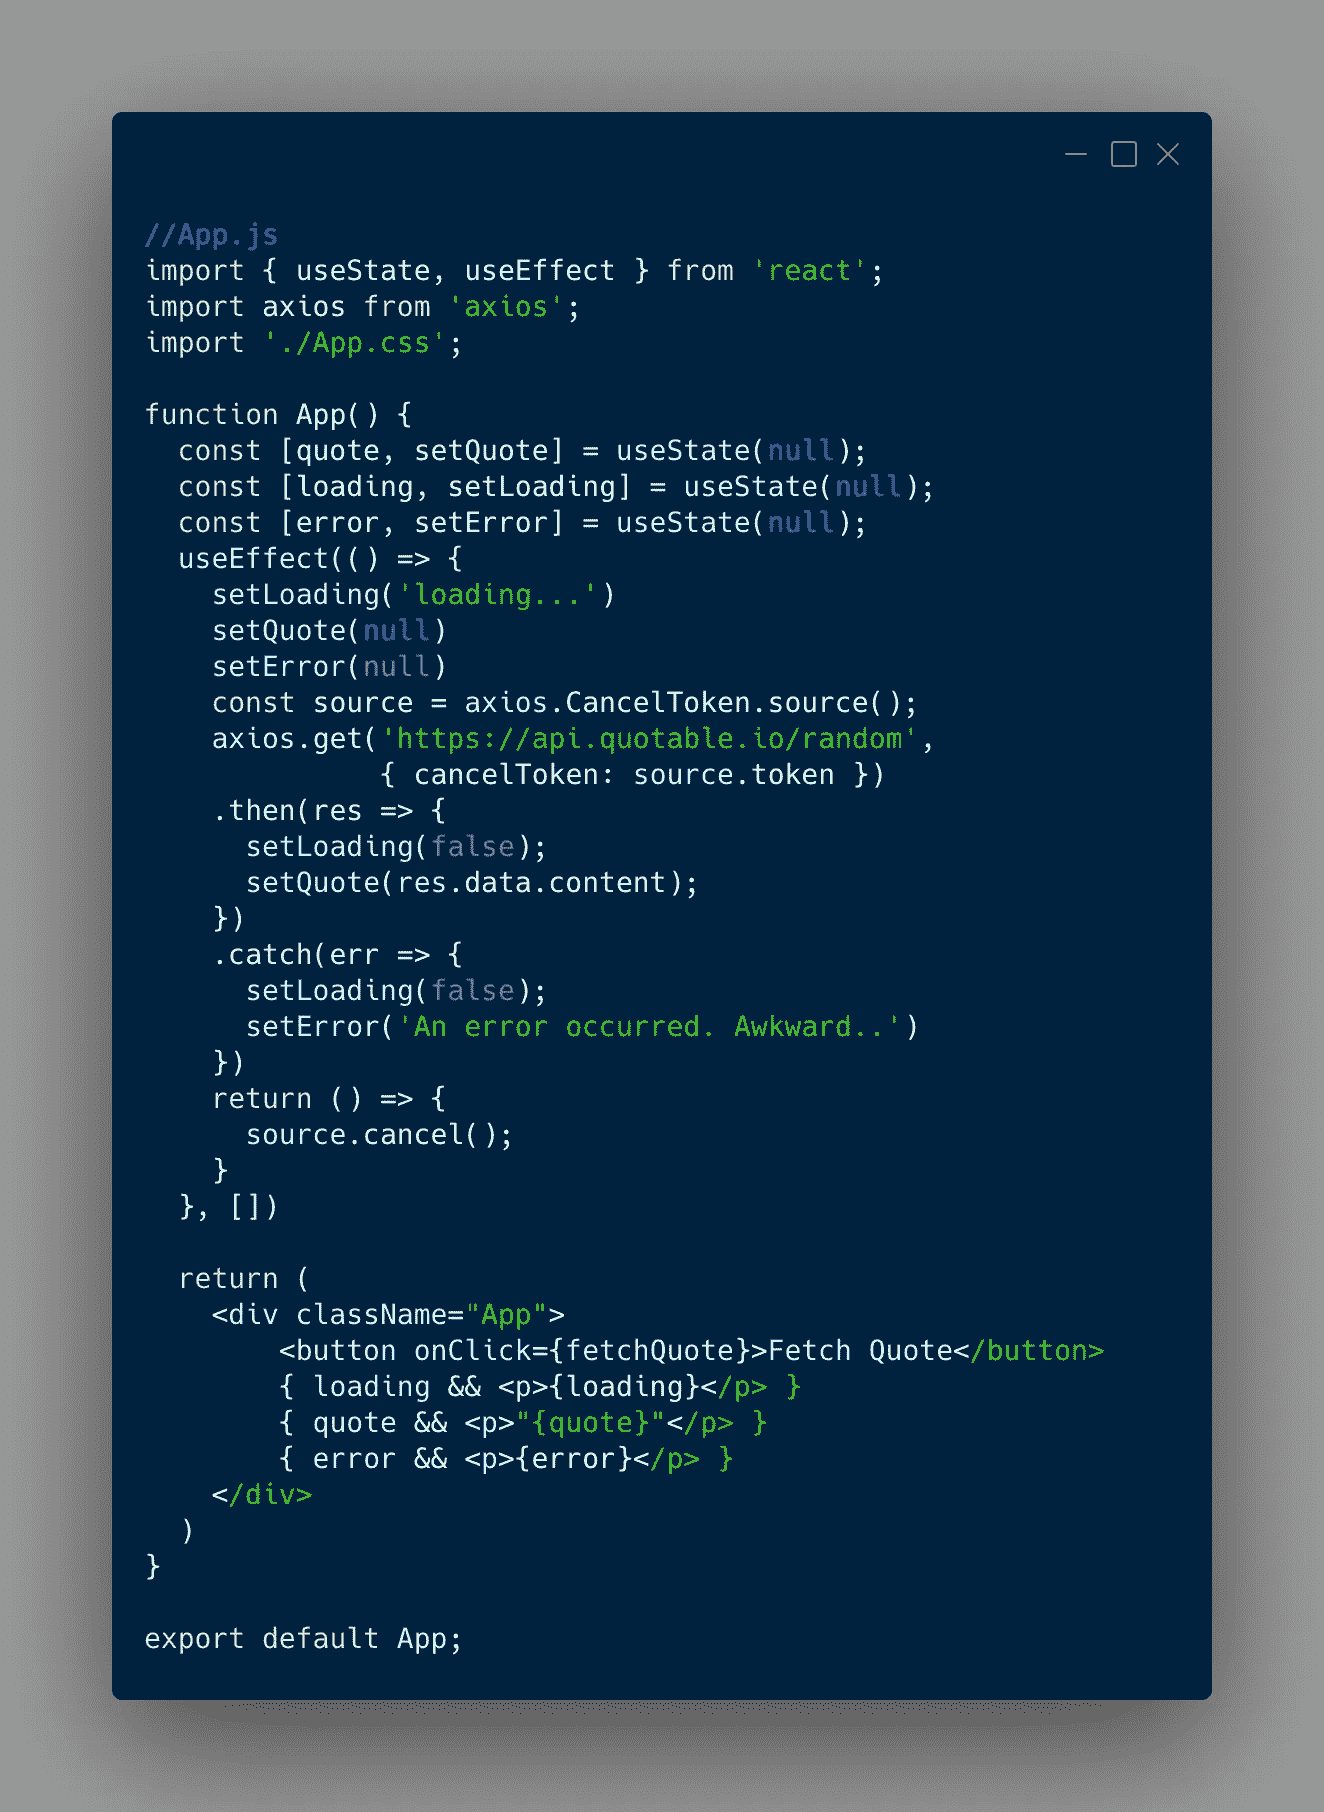 //App.js
import { useState, useEffect } from 'react';
import axios from 'axios';
import './App.css';

function App() {
  const [quote, setQuote] = useState(null);
  const [loading, setLoading] = useState(null);
  const [error, setError] = useState(null);
  useEffect(() => {
    setLoading('loading...')
    setQuote(null)
    setError(null)
    const source = axios.CancelToken.source();
    axios.get('https://api.quotable.io/random',
              { cancelToken: source.token })
    .then(res => {
      setLoading(false);
      setQuote(res.data.content);
    })
    .catch(err => {
      setLoading(false);
      setError('An error occurred. Awkward..')
    })
    return () => {
      source.cancel();
    }
  }, [])

  return (
    <div className="App">
        <button onClick={fetchQuote}>Fetch Quote</button>
        { loading && <p>{loading}</p> }
        { quote && <p>"{quote}"</p> }
        { error && <p>{error}</p> }
    </div>
  )
}

export default App;